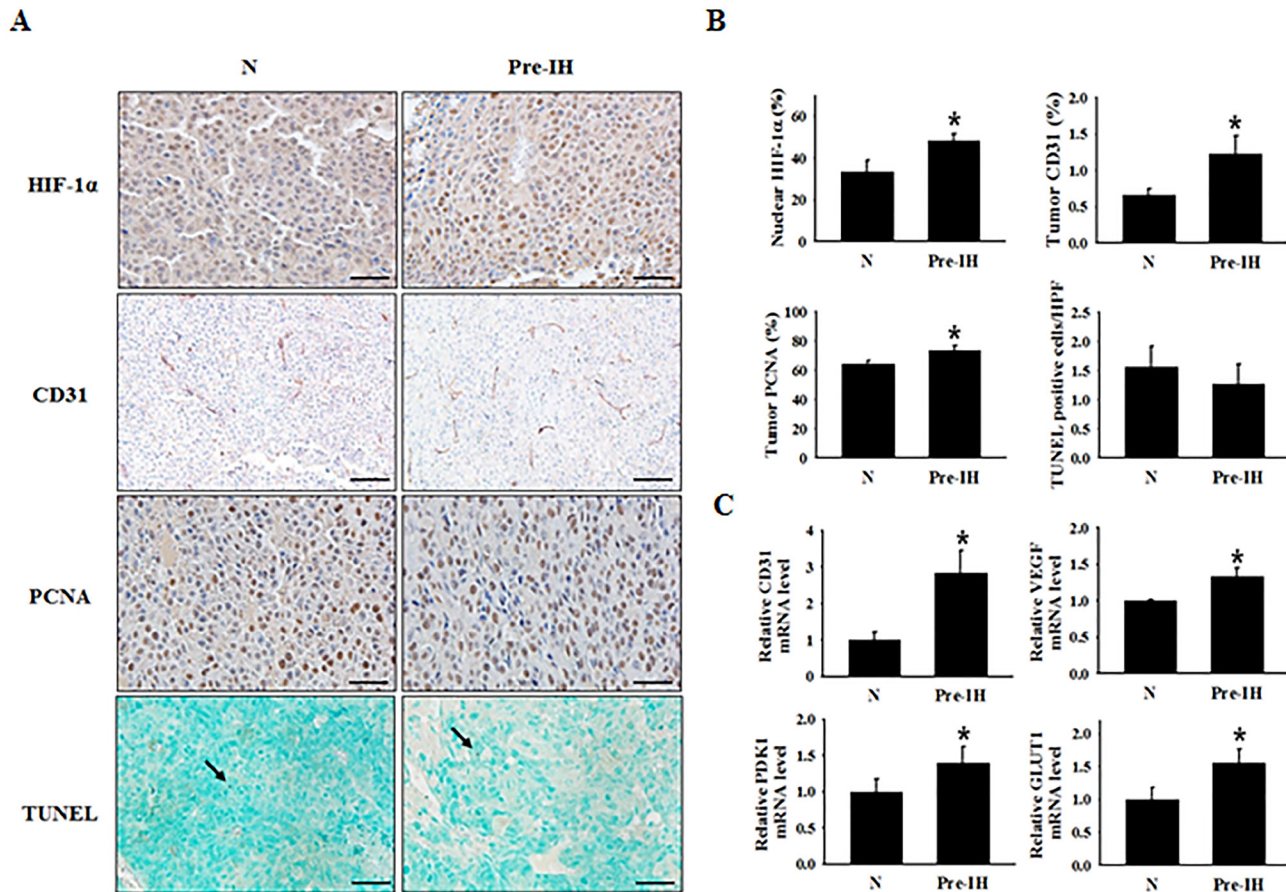 A
N
Pre-IH
HIF-1α
CD31
PCNA
TUNEL
B
Nuclear HIF-1α (%)
60
40
20
0
*
N
Pre-IH
Tumor CD31 (%)
2.0
1.5
1.0
0.5
0.0
*
N
Pre-IH
Tumor PCNA (%)
100
80
60
40
20
0
*
N
Pre-IH
TUNEL positive cells/HPF
2.5
2.0
1.5
1.0
0.5
0.0
N
Pre-IH
C
Relative CD31
mRNA level
4
3
2
1
0
*
N
Pre-IH
Relative VEGF
mRNA level
2.0
1.5
1.0
0.5
0.0
*
N
Pre-IH
Relative PDK1
mRNA level
2.0
1.5
1.0
0.5
0.0
*
N
Pre-IH
Relative GLUT1
mRNA level
2.0
1.5
1.0
0.5
0.0
*
N
Pre-IH